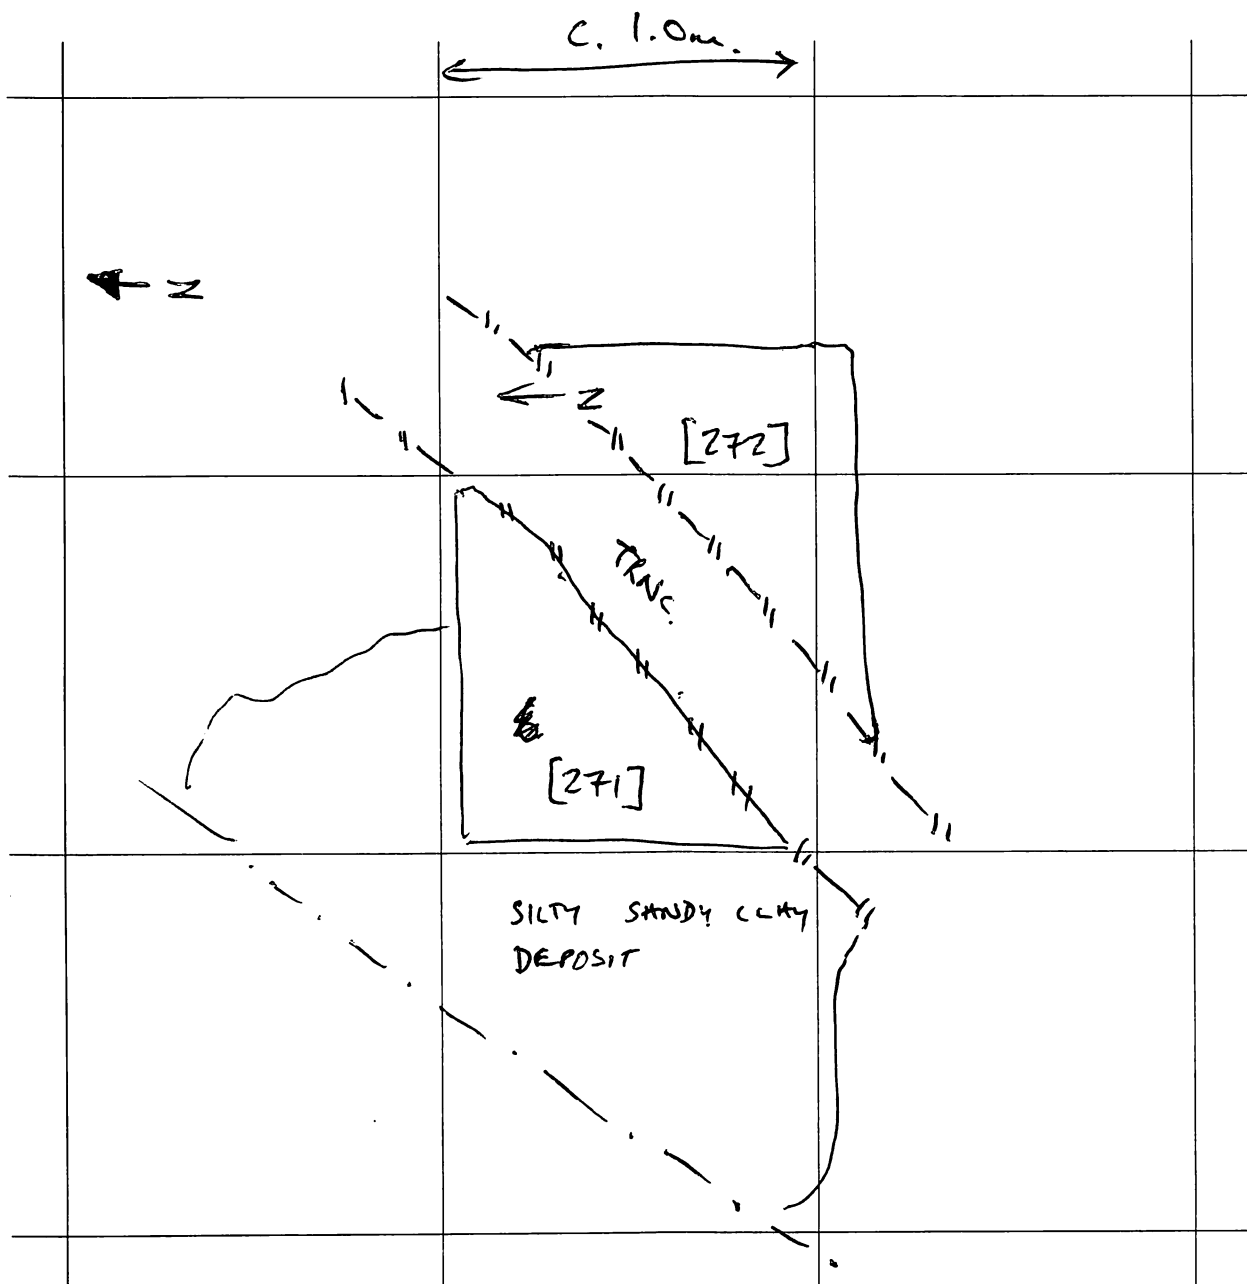 c. 1.0m.
N
N
[272]
TRNC.
[271]
SILTY SANDY CLAY
DEPOSIT